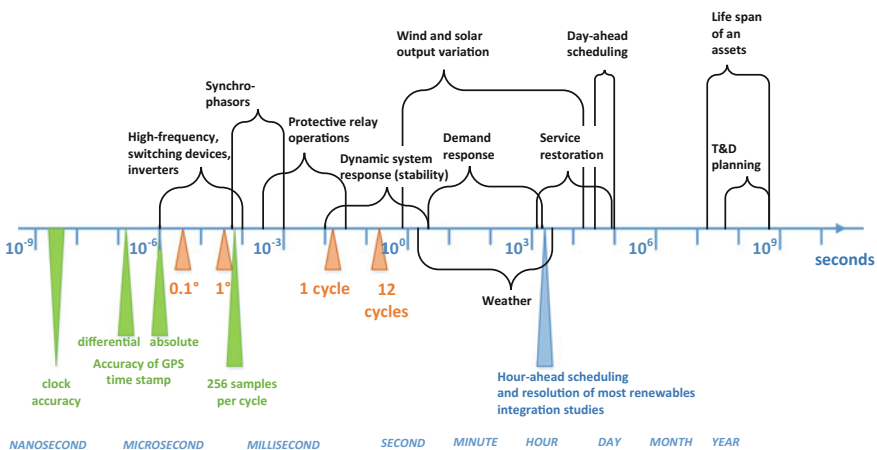 Life span
of an
assets
Wind and solar
output variation
Day-ahead
scheduling
Synchro-
phasors
Protective relay
operations
High-frequency,
switching devices,
inverters
Dynamic system
response (stability)
Demand
response
Service
restoration
T&D
planning
10⁻⁹ 10⁻⁶ 10⁻³ 10⁰ 10³ 10⁶ 10⁹
seconds
0.1° 1° 1 cycle 12
cycles
Weather
differential absolute
Accuracy of GPS
time stamp
clock
accuracy
256 samples
per cycle
Hour-ahead scheduling
and resolution of most renewables
integration studies
NANOSECOND MICROSECOND MILLISECOND SECOND MINUTE HOUR DAY MONTH YEAR